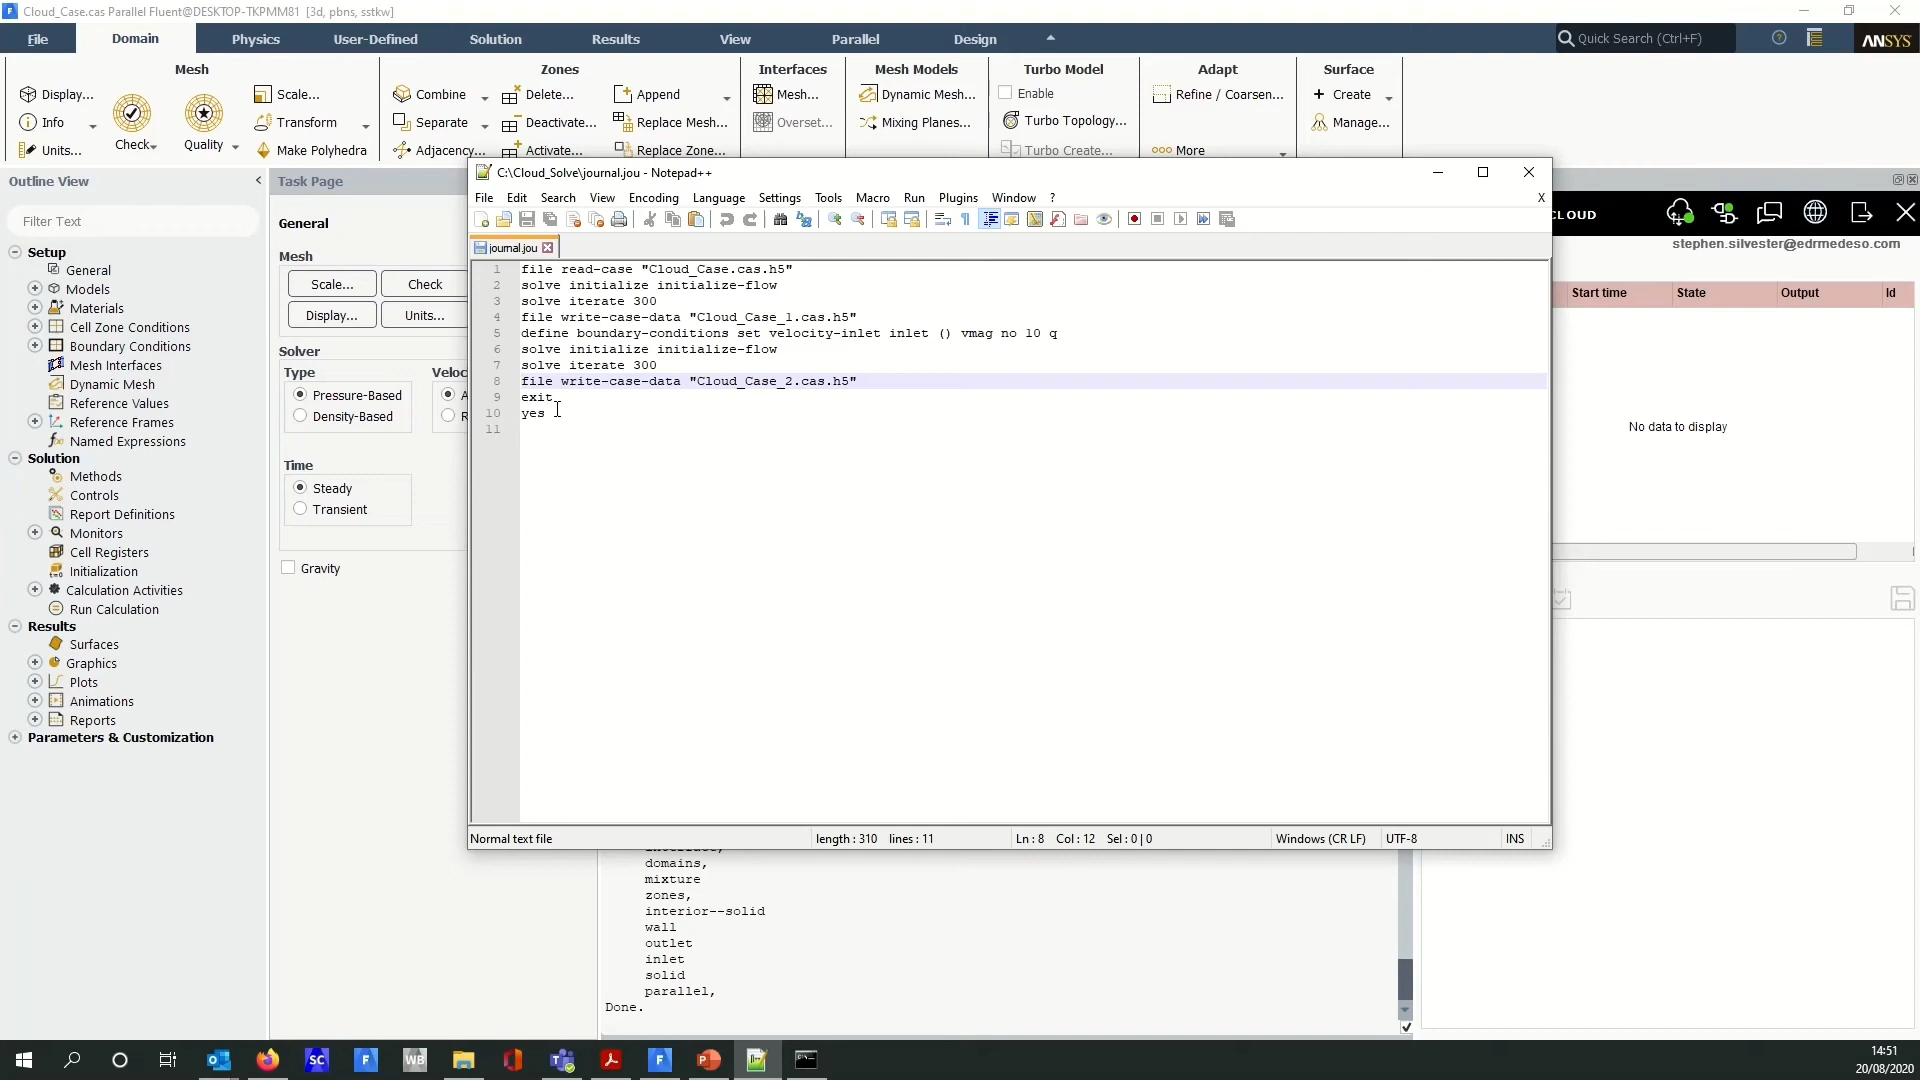 Cloud_Case.cas Parallel Fluent@DESKTOP-TKPMM81 [3d, pbns, sstkw]
File Domain Physics User-Defined Solution Results View Parallel Design Quick Search (Ctrl+F) ANSYS
Mesh Zones Interfaces Mesh Models Turbo Model Adapt Surface
Display... Scale... Combine Delete... Append Mesh... Dynamic Mesh... Enable Refine / Coarsen... Create
Info Transform Separate Deactivate... Replace Mesh... Overset... Mixing Planes... Turbo Topology... Manage...
Units... Check Quality Make Polyhedra Adjacency... Activate... Replace Zone... Turbo Create... More
Outline View
Filter Text
Setup
General
Models
Materials
Cell Zone Conditions
Boundary Conditions
Mesh Interfaces
Dynamic Mesh
Reference Values
Reference Frames
Named Expressions
Solution
Methods
Controls
Report Definitions
Monitors
Cell Registers
Initialization
Calculation Activities
Run Calculation
Results
Surfaces
Graphics
Plots
Animations
Reports
Parameters & Customization
Task Page
General
Mesh
Scale... Check
Display... Units...
Solver
Type
Pressure-Based
Density-Based
Time
Steady
Transient
Gravity
C:\Cloud_Solve\journal.jou - Notepad++
File Edit Search View Encoding Language Settings Tools Macro Run Plugins Window ? X
journal.jou
1 file read-case "Cloud_Case.cas.h5"
2 solve initialize initialize-flow
3 solve iterate 300
4 file write-case-data "Cloud_Case_1.cas.h5"
5 define boundary-conditions set velocity-inlet inlet () vmag no 10 q
6 solve initialize initialize-flow
7 solve iterate 300
8 file write-case-data "Cloud_Case_2.cas.h5"
9 exit
10 yes
11
Normal text file length : 310 lines : 11 Ln : 8 Col : 12 Sel : 0 | 0 Windows (CR LF) UTF-8 INS
domains,
mixture
zones,
interior--solid
wall
outlet
inlet
solid
parallel,
Done.
CLOUD
stephen.silvester@edrmedeso.com
Start time State Output Id
No data to display
14:51
20/08/2020